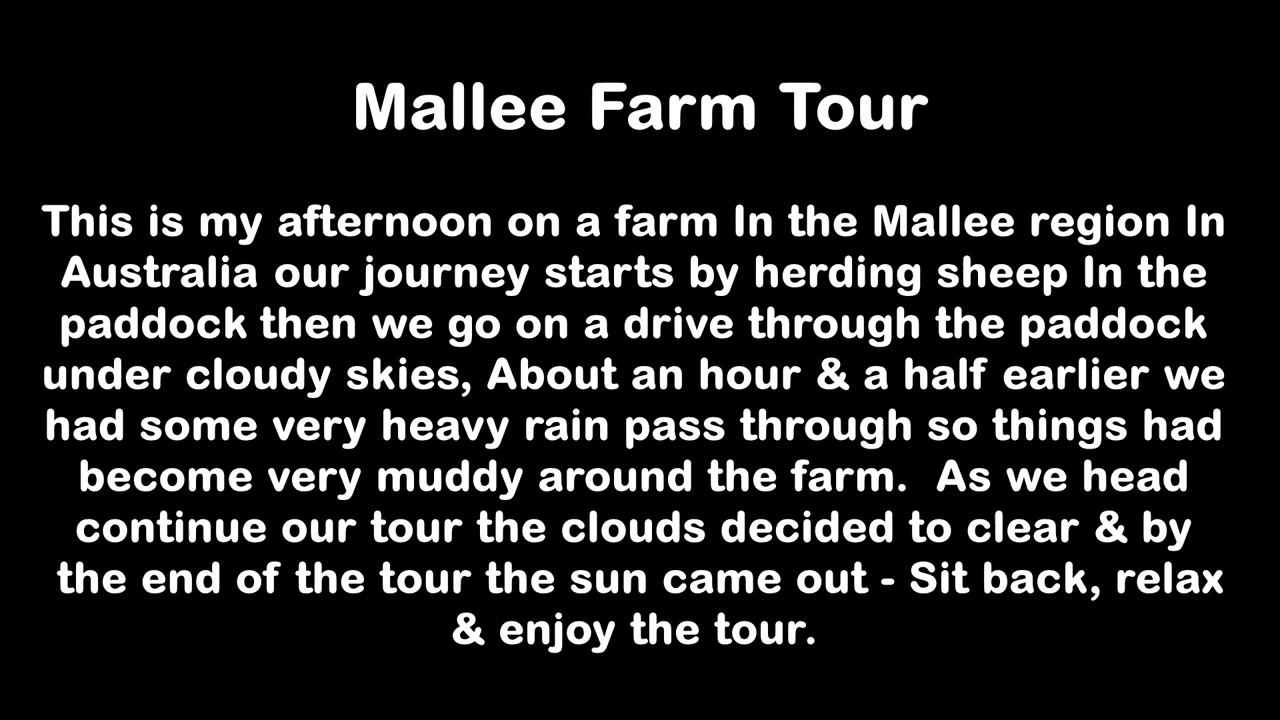 Mallee Farm Tour
This is my afternoon on a farm In the Mallee region In
Australia our journey starts by herding sheep In the
paddock then we go on a drive through the paddock
under cloudy skies, About an hour & a half earlier we
had some very heavy rain pass through so things had
become very muddy around the farm.  As we head
continue our tour the clouds decided to clear & by
the end of the tour the sun came out - Sit back, relax
& enjoy the tour.